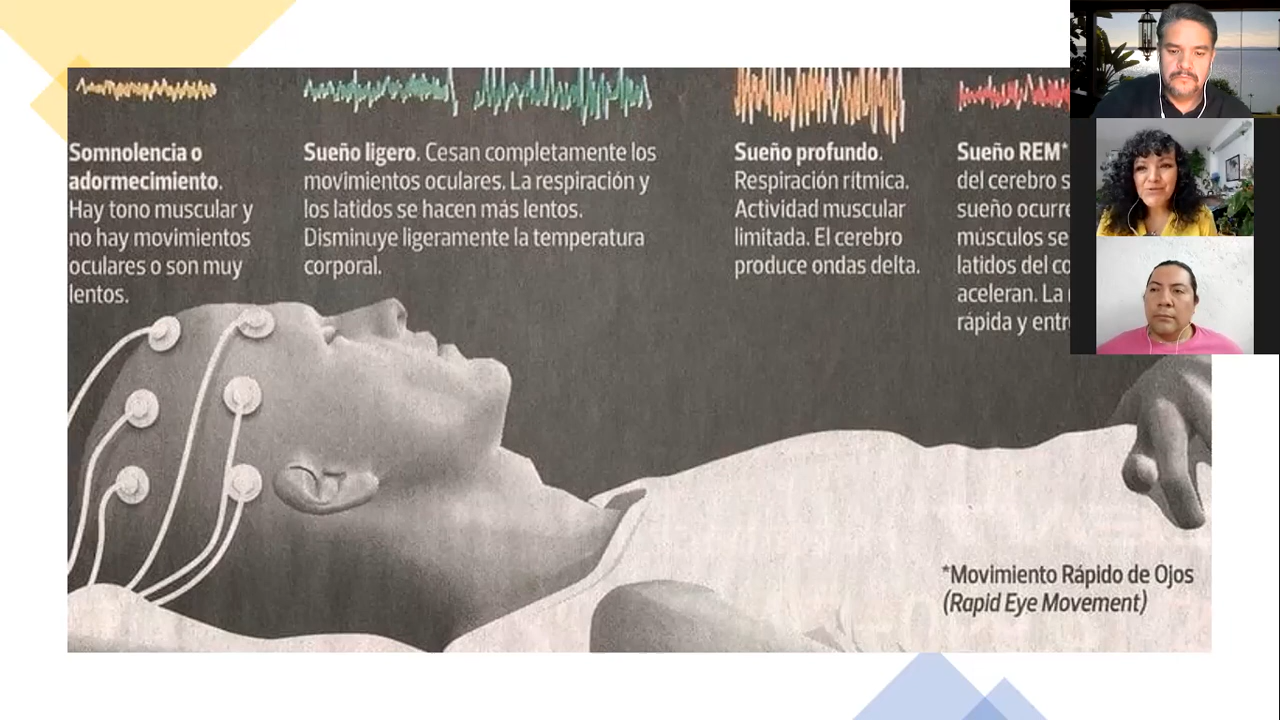 Somnolencia o
adormecimiento.
Hay tono muscular y
no hay movimientos
oculares o son muy
lentos.
Sueño ligero. Cesan completamente los
movimientos oculares. La respiración y
los latidos se hacen más lentos.
Disminuye ligeramente la temperatura
corporal.
Sueño profundo.
Respiración rítmica.
Actividad muscular
limitada. El cerebro
produce ondas delta.
Sueño REM*
del cerebro
sueño
músculos se
latidos del
aceleran. La
rápida y
*Movimiento Rápido de Ojos
(Rapid Eye Movement)